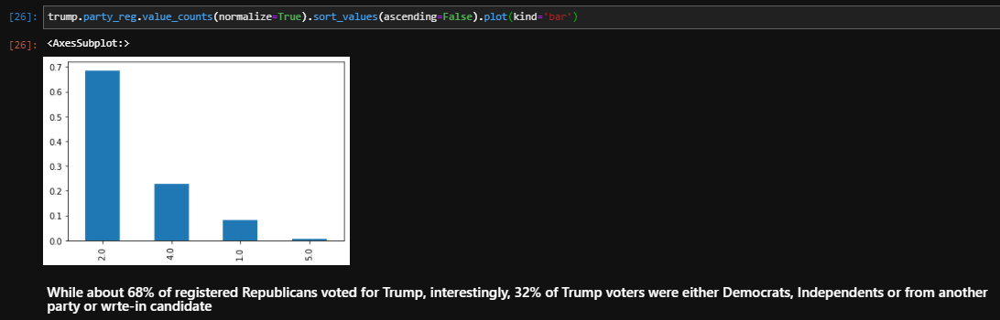 [26]: trump.party_reg.value_counts(normalize=True).sort_values(ascending=False).plot(kind='bar')
[26]: <AxesSubplot:>
0.7
0.6
0.5
0.4
0.3
0.2
0.1
0.0
2.0 4.0 1.0 5.0
While about 68% of registered Republicans voted for Trump, interestingly, 32% of Trump voters were either Democrats, Independents or from another
party or wrte-in candidate